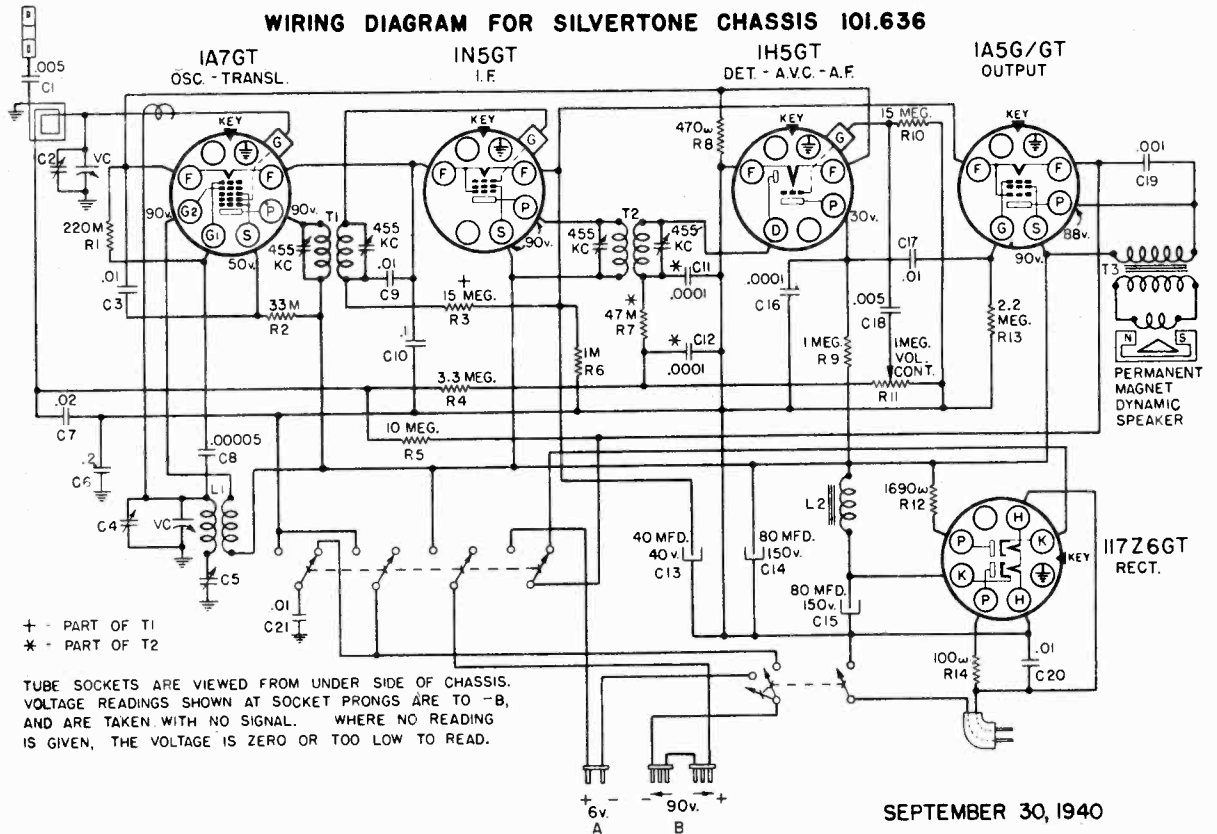 WIRING DIAGRAM FOR SILVERTONE CHASSIS 101.636
1A7GT
OSC. - TRANSL.
1N5GT
I.F.
1H5GT
DET. - A.V.C. - A.F.
1A5G/GT
OUTPUT
.005
C1
C2
VC
KEY
G
F
F
G2
G1
S
P
90v.
50v.
90v.
220M
R1
.01
C3
33M
R2
T1
455
KC
455
KC
.01
C9
+
15 MEG.
R3
.1
C10
KEY
G
F
F
P
S
90v.
T2
455
KC
455
KC
*
C11
.0001
*
47M
R7
*
C12
.0001
1M
R6
470ω
R8
KEY
G
F
F
D
P
30v.
15 MEG.
R10
.0001
C16
C17
.01
.005
C18
1 MEG.
R9
1MEG.
VOL.
CONT.
R11
2.2
MEG.
R13
KEY
F
F
G
S
P
88v.
90v.
.001
C19
T3
N
S
PERMANENT
MAGNET
DYNAMIC
SPEAKER
3.3 MEG.
R4
10 MEG.
R5
.02
C7
.2
C6
.00005
C8
L1
C4
VC
C5
.01
C21
40 MFD.
40v.
C13
80 MFD.
150v.
C14
L2
80 MFD.
150v.
C15
1690ω
R12
H
P
K
K
P
H
KEY
117Z6GT
RECT.
100ω
R14
.01
C20
+ - PART OF T1
* - PART OF T2
TUBE SOCKETS ARE VIEWED FROM UNDER SIDE OF CHASSIS.
VOLTAGE READINGS SHOWN AT SOCKET PRONGS ARE TO -B,
AND ARE TAKEN WITH NO SIGNAL. WHERE NO READING
IS GIVEN, THE VOLTAGE IS ZERO OR TOO LOW TO READ.
+ -
6v.
A
- 90v. +
B
SEPTEMBER 30, 1940